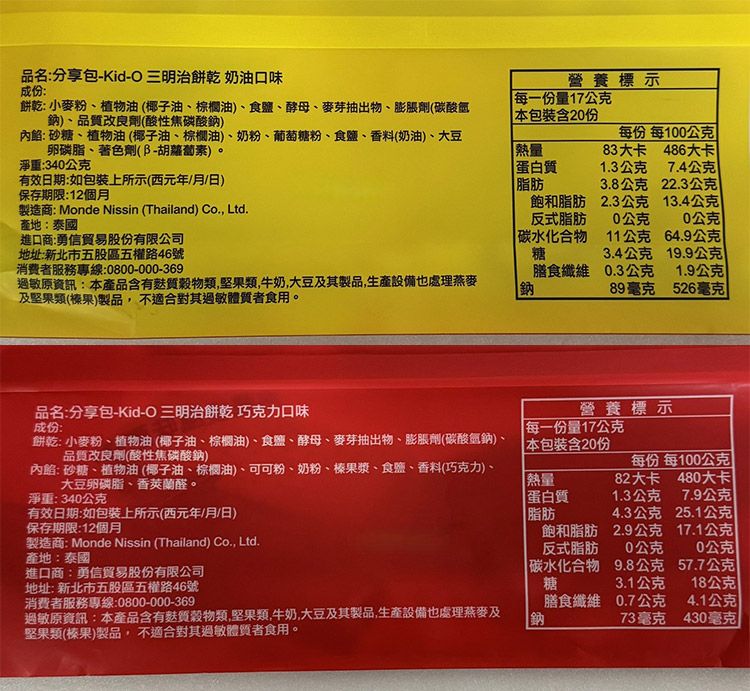 品名:分享包-Kid-O 三明治餅乾 奶油口味
成份:
餅乾: 小麥粉、植物油 (椰子油、棕櫚油)、食鹽、酵母、麥芽抽出物、膨脹劑(碳酸氫
鈉)、品質改良劑(酸性焦磷酸鈉)
內餡: 砂糖、植物油 (椰子油、棕櫚油)、奶粉、葡萄糖粉、食鹽、香料(奶油)、大豆
卵磷脂、著色劑(β-胡蘿蔔素) 。
淨重:340公克
有效日期:如包裝上所示(西元年/月/日)
保存期限:12個月
製造商: Monde Nissin (Thailand) Co., Ltd.
產地：泰國
進口商:勇信貿易股份有限公司
地址:新北市五股區五權路46號
消費者服務專線:0800-000-369
過敏原資訊：本產品含有麩質穀物類,堅果類,牛奶,大豆及其製品,生產設備也處理燕麥
及堅果類(榛果)製品， 不適合對其過敏體質者食用。
營 養 標 示
每一份量17公克
本包裝含20份
每份 每100公克
熱量 83大卡 486大卡
蛋白質 1.3公克 7.4公克
脂肪 3.8公克 22.3公克
飽和脂肪 2.3公克 13.4公克
反式脂肪 0公克 0公克
碳水化合物 11公克 64.9公克
糖 3.4公克 19.9公克
膳食纖維 0.3公克 1.9公克
鈉 89毫克 526毫克
品名:分享包-Kid-O 三明治餅乾 巧克力口味
成份:
餅乾: 小麥粉、植物油 (椰子油、棕櫚油)、食鹽、酵母、麥芽抽出物、膨脹劑(碳酸氫鈉)、
品質改良劑(酸性焦磷酸鈉)
內餡: 砂糖、植物油 (椰子油、棕櫚油)、可可粉、奶粉、榛果漿、食鹽、香料(巧克力)、
大豆卵磷脂、香莢蘭醛。
淨重: 340公克
有效日期:如包裝上所示(西元年/月/日)
保存期限:12個月
製造商: Monde Nissin (Thailand) Co., Ltd.
產地：泰國
進口商：勇信貿易股份有限公司
地址: 新北市五股區五權路46號
消費者服務專線:0800-000-369
過敏原資訊：本產品含有麩質穀物類,堅果類,牛奶,大豆及其製品,生產設備也處理燕麥及
堅果類(榛果)製品， 不適合對其過敏體質者食用。
營 養 標 示
每一份量17公克
本包裝含20份
每份 每100公克
熱量 82大卡 480大卡
蛋白質 1.3公克 7.9公克
脂肪 4.3公克 25.1公克
飽和脂肪 2.9公克 17.1公克
反式脂肪 0公克 0公克
碳水化合物 9.8公克 57.7公克
糖 3.1公克 18公克
膳食纖維 0.7公克 4.1公克
鈉 73毫克 430毫克